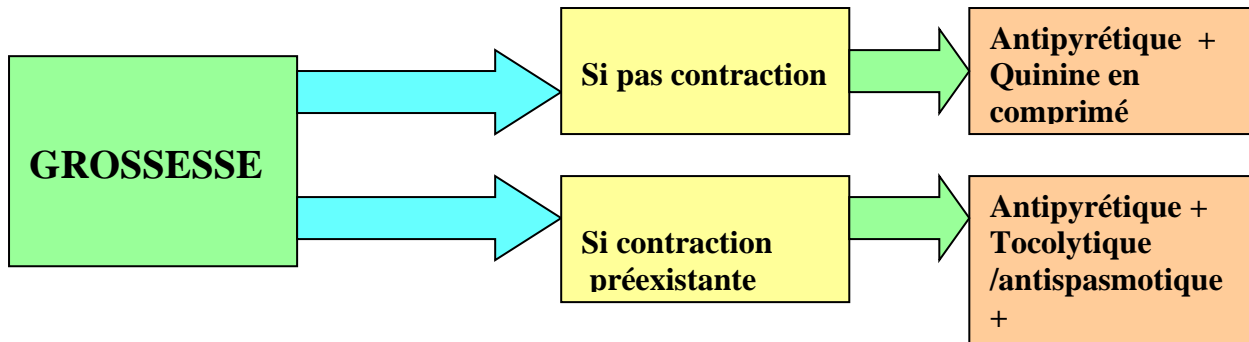 GROSSESSE
Si pas contraction
Antipyrétique +
Quinine en
comprimé
Si contraction
préexistante
Antipyrétique +
Tocolytique
/antispasmotique
+